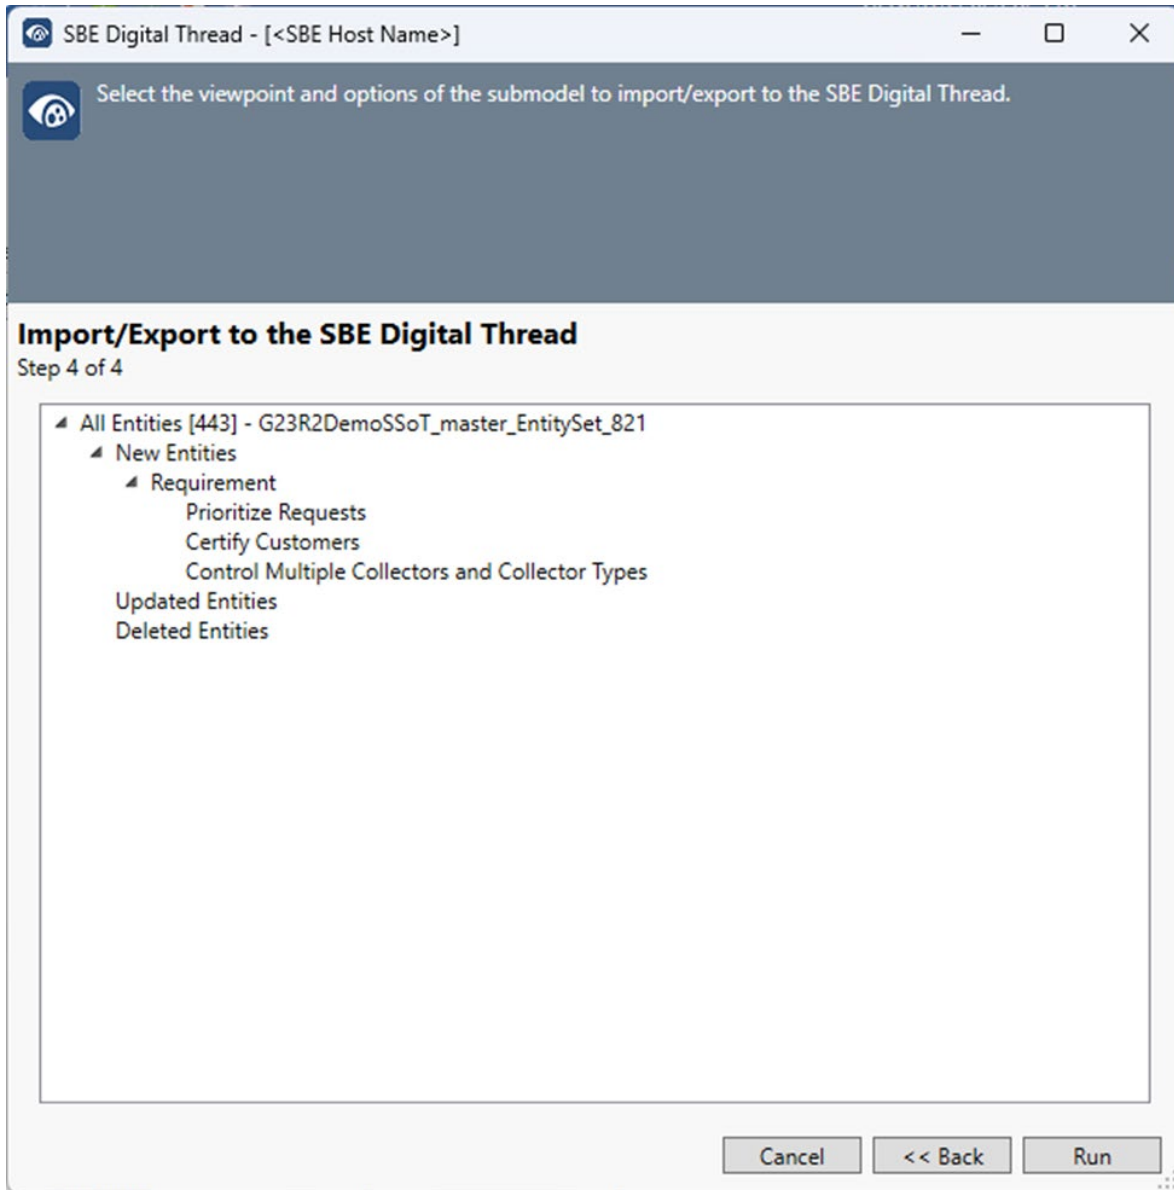 SBE Digital Thread - [<SBE Host Name>]
Select the viewpoint and options of the submodel to import/export to the SBE Digital Thread.
Import/Export to the SBE Digital Thread
Step 4 of 4
All Entities [443] - G23R2DemoSSoT_master_EntitySet_821
New Entities
Requirement
Prioritize Requests
Certify Customers
Control Multiple Collectors and Collector Types
Updated Entities
Deleted Entities
Cancel
<< Back
Run